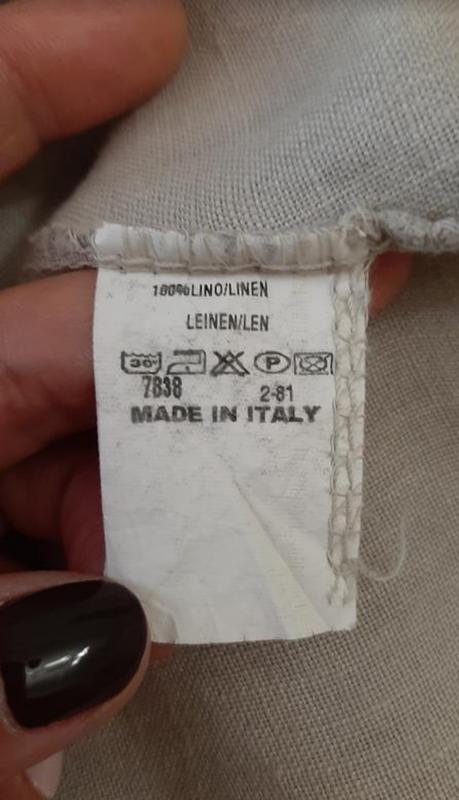 100%LINO/LINEN
LEINEN/LEN
30° P
7838 2-81
MADE IN ITALY